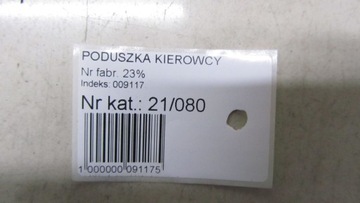 PODUSZKA KIEROWCY
Nr fabr. 23%
Indeks: 009117
Nr kat.: 21/080
1 000000 091175